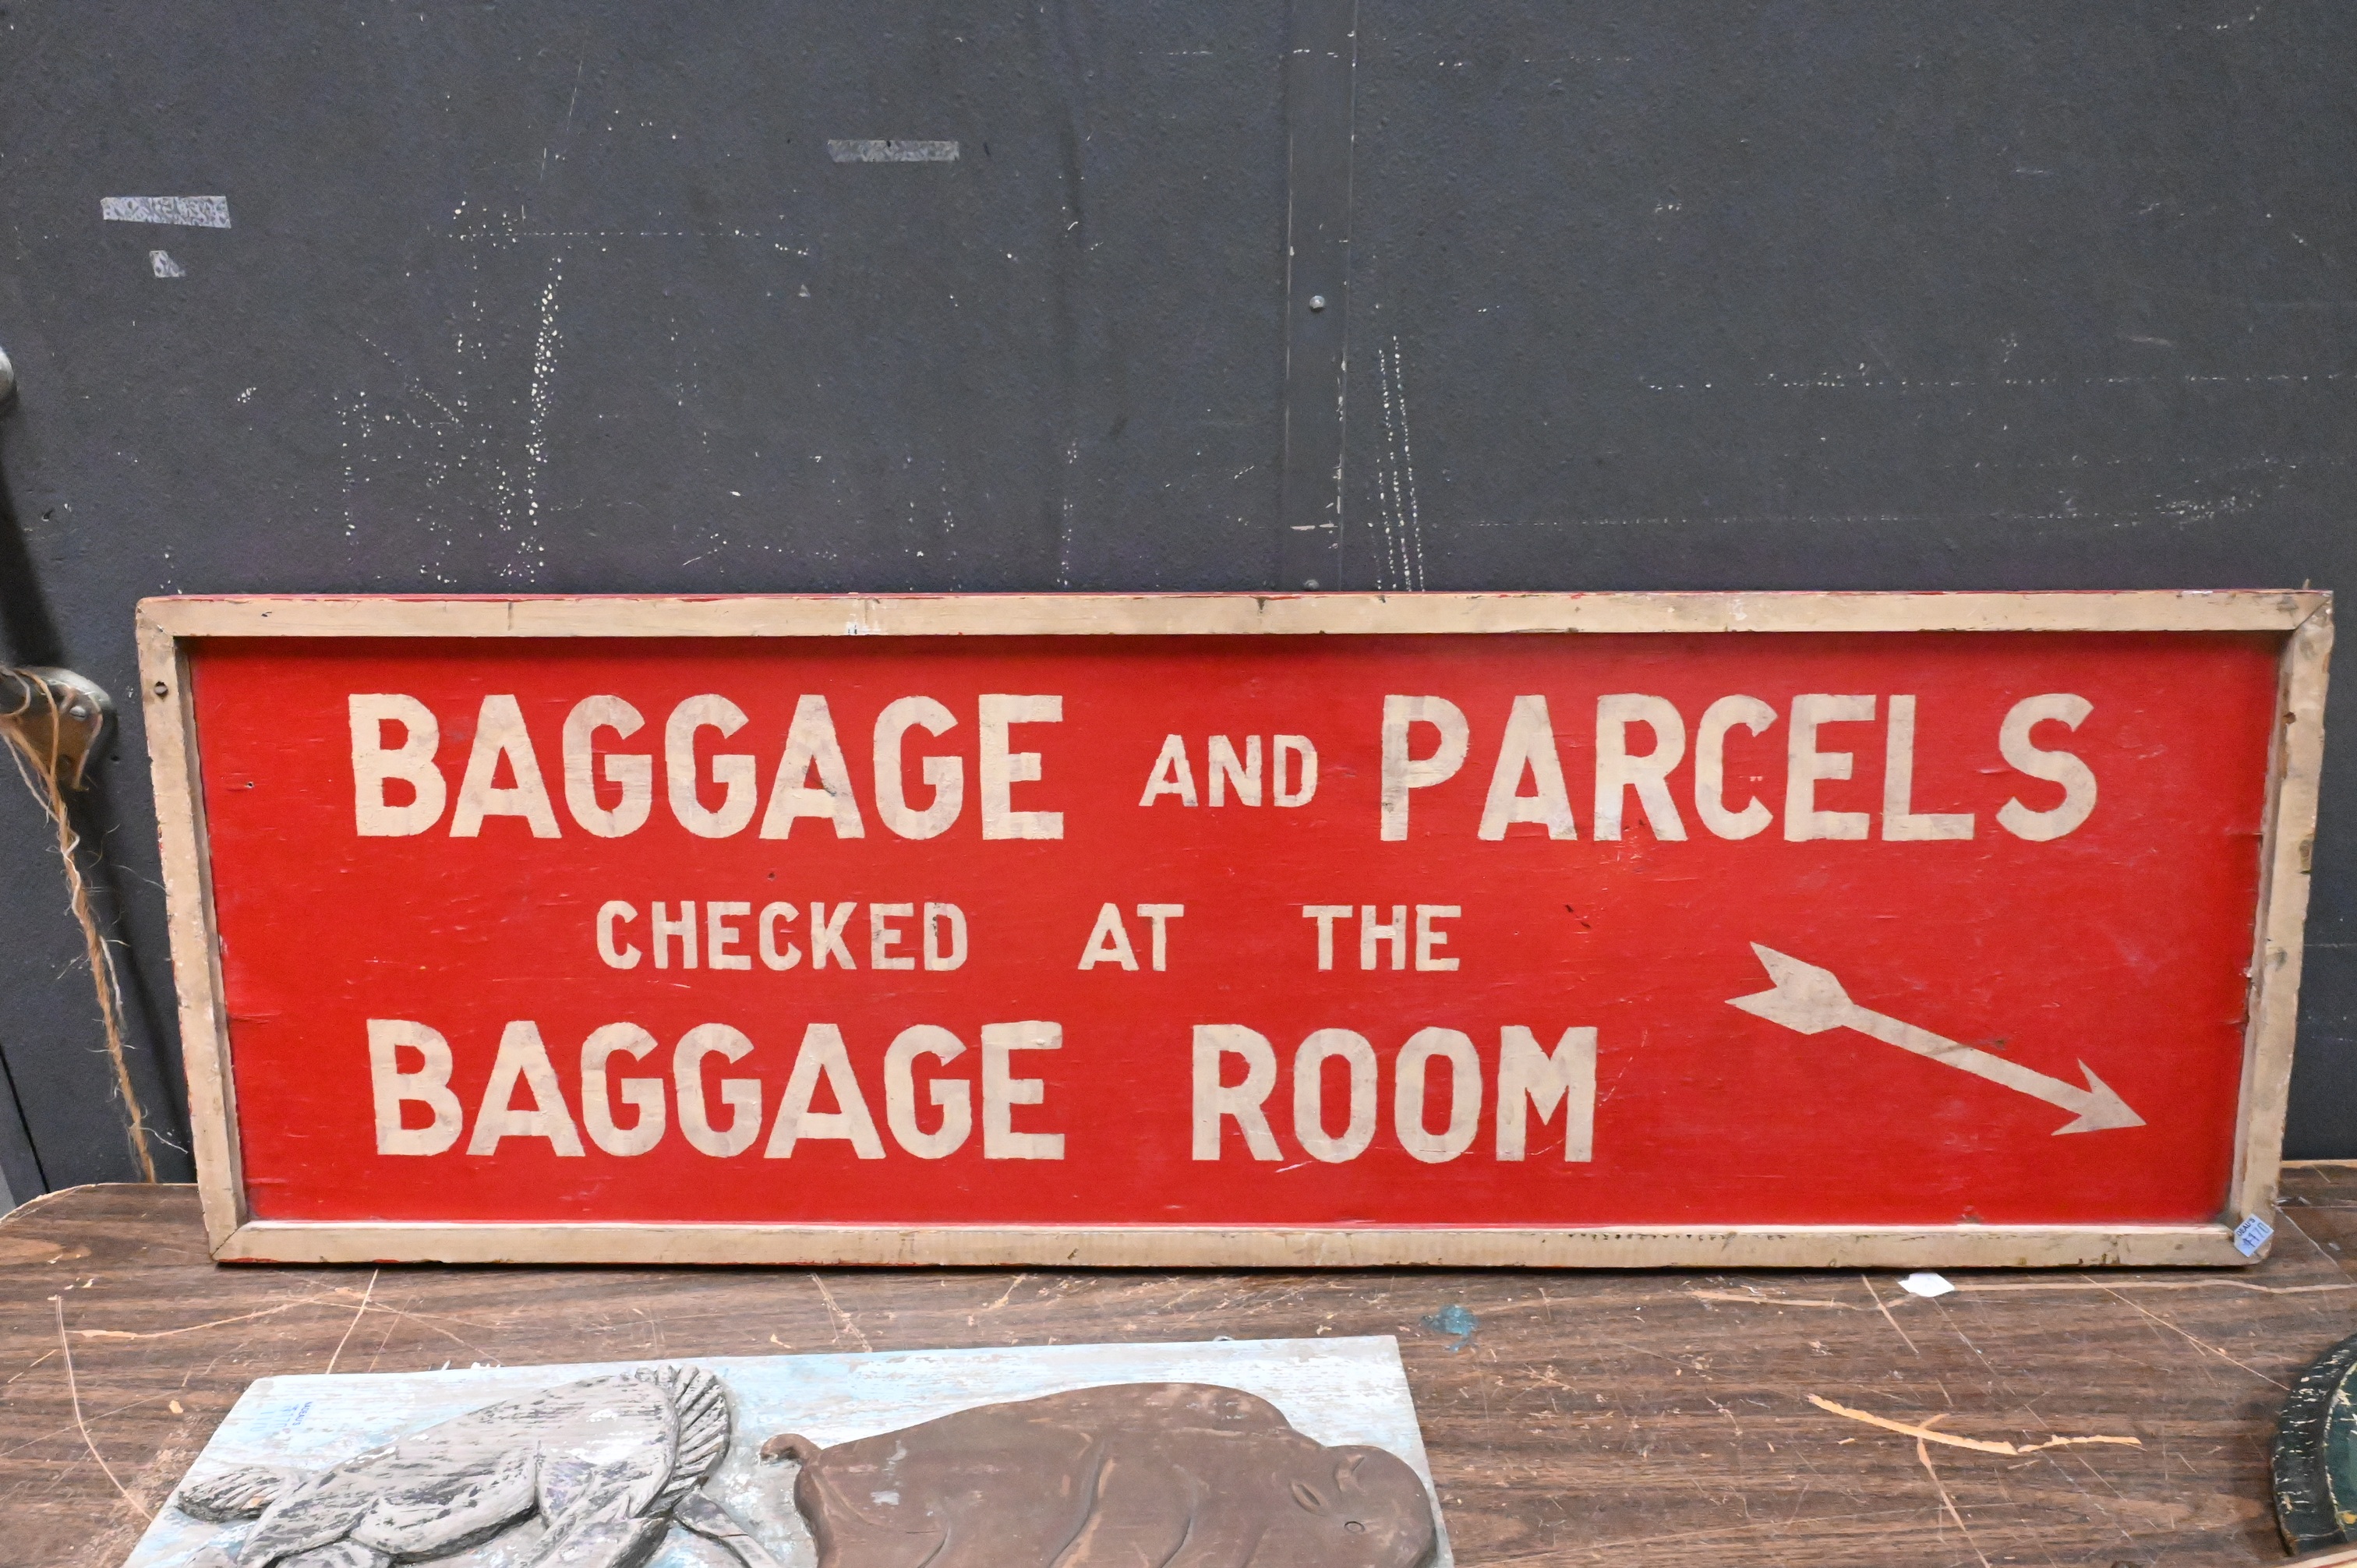 BAGGAGE AND PARCELS
CHECKED AT THE
BAGGAGE ROOM